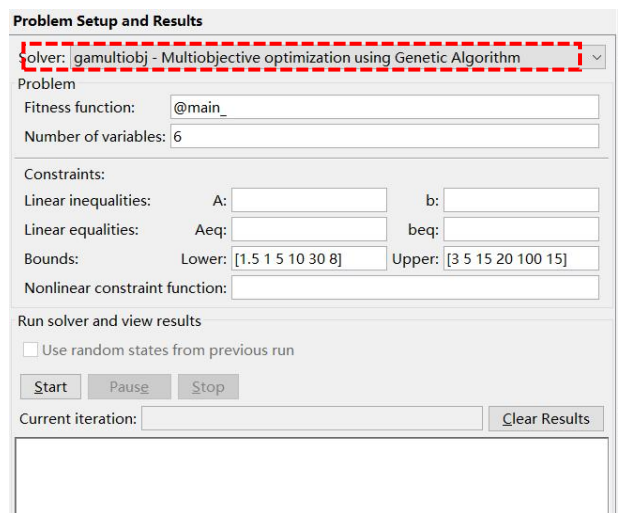 Problem Setup and Results
Solver: gamultiobj - Multiobjective optimization using Genetic Algorithm
Problem
Fitness function: @main_
Number of variables: 6
Constraints:
Linear inequalities: A: b:
Linear equalities: Aeq: beq:
Bounds: Lower: [1.5 1 5 10 30 8] Upper: [3 5 15 20 100 15]
Nonlinear constraint function:
Run solver and view results
Use random states from previous run
Start Pause Stop
Current iteration: Clear Results